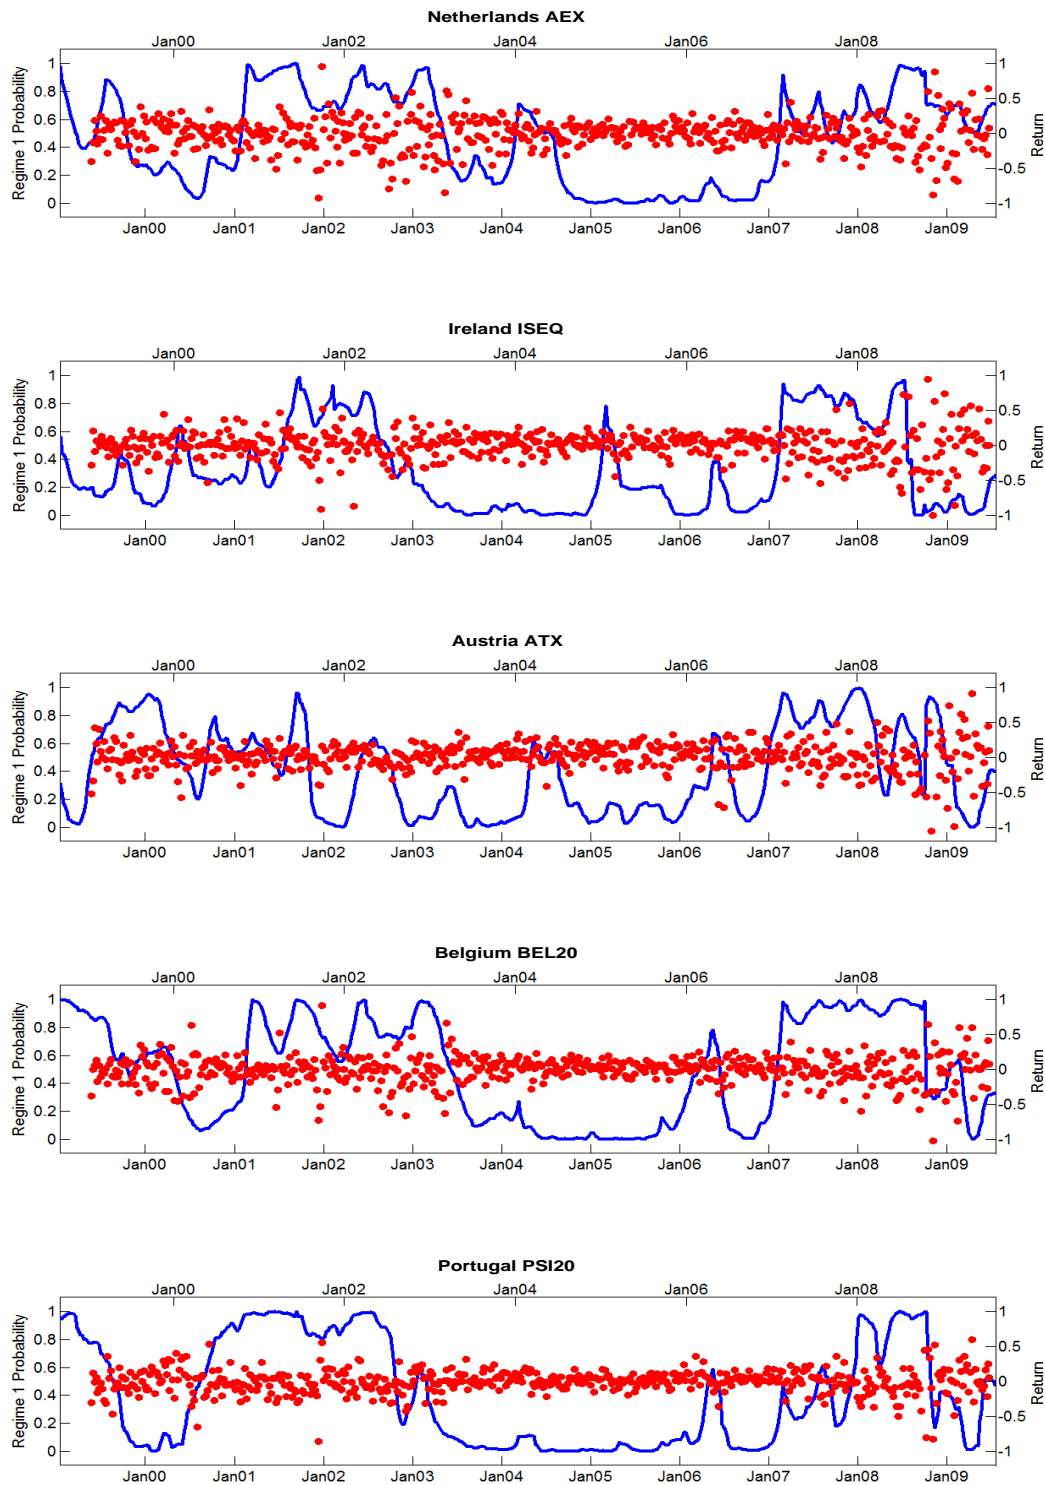 Netherlands AEX
Jan00 Jan02 Jan04 Jan06 Jan08
Regime 1 Probability
1
0.8
0.6
0.4
0.2
0
1
0.5
0
-0.5
-1
Return
Jan00 Jan01 Jan02 Jan03 Jan04 Jan05 Jan06 Jan07 Jan08 Jan09
Ireland ISEQ
Jan00 Jan02 Jan04 Jan06 Jan08
Regime 1 Probability
1
0.8
0.6
0.4
0.2
0
1
0.5
0
-0.5
-1
Return
Jan00 Jan01 Jan02 Jan03 Jan04 Jan05 Jan06 Jan07 Jan08 Jan09
Austria ATX
Jan00 Jan02 Jan04 Jan06 Jan08
Regime 1 Probability
1
0.8
0.6
0.4
0.2
0
1
0.5
0
-0.5
-1
Return
Jan00 Jan01 Jan02 Jan03 Jan04 Jan05 Jan06 Jan07 Jan08 Jan09
Belgium BEL20
Jan00 Jan02 Jan04 Jan06 Jan08
Regime 1 Probability
1
0.8
0.6
0.4
0.2
0
1
0.5
0
-0.5
-1
Return
Jan00 Jan01 Jan02 Jan03 Jan04 Jan05 Jan06 Jan07 Jan08 Jan09
Portugal PSI20
Jan00 Jan02 Jan04 Jan06 Jan08
Regime 1 Probability
1
0.8
0.6
0.4
0.2
0
1
0.5
0
-0.5
-1
Return
Jan00 Jan01 Jan02 Jan03 Jan04 Jan05 Jan06 Jan07 Jan08 Jan09